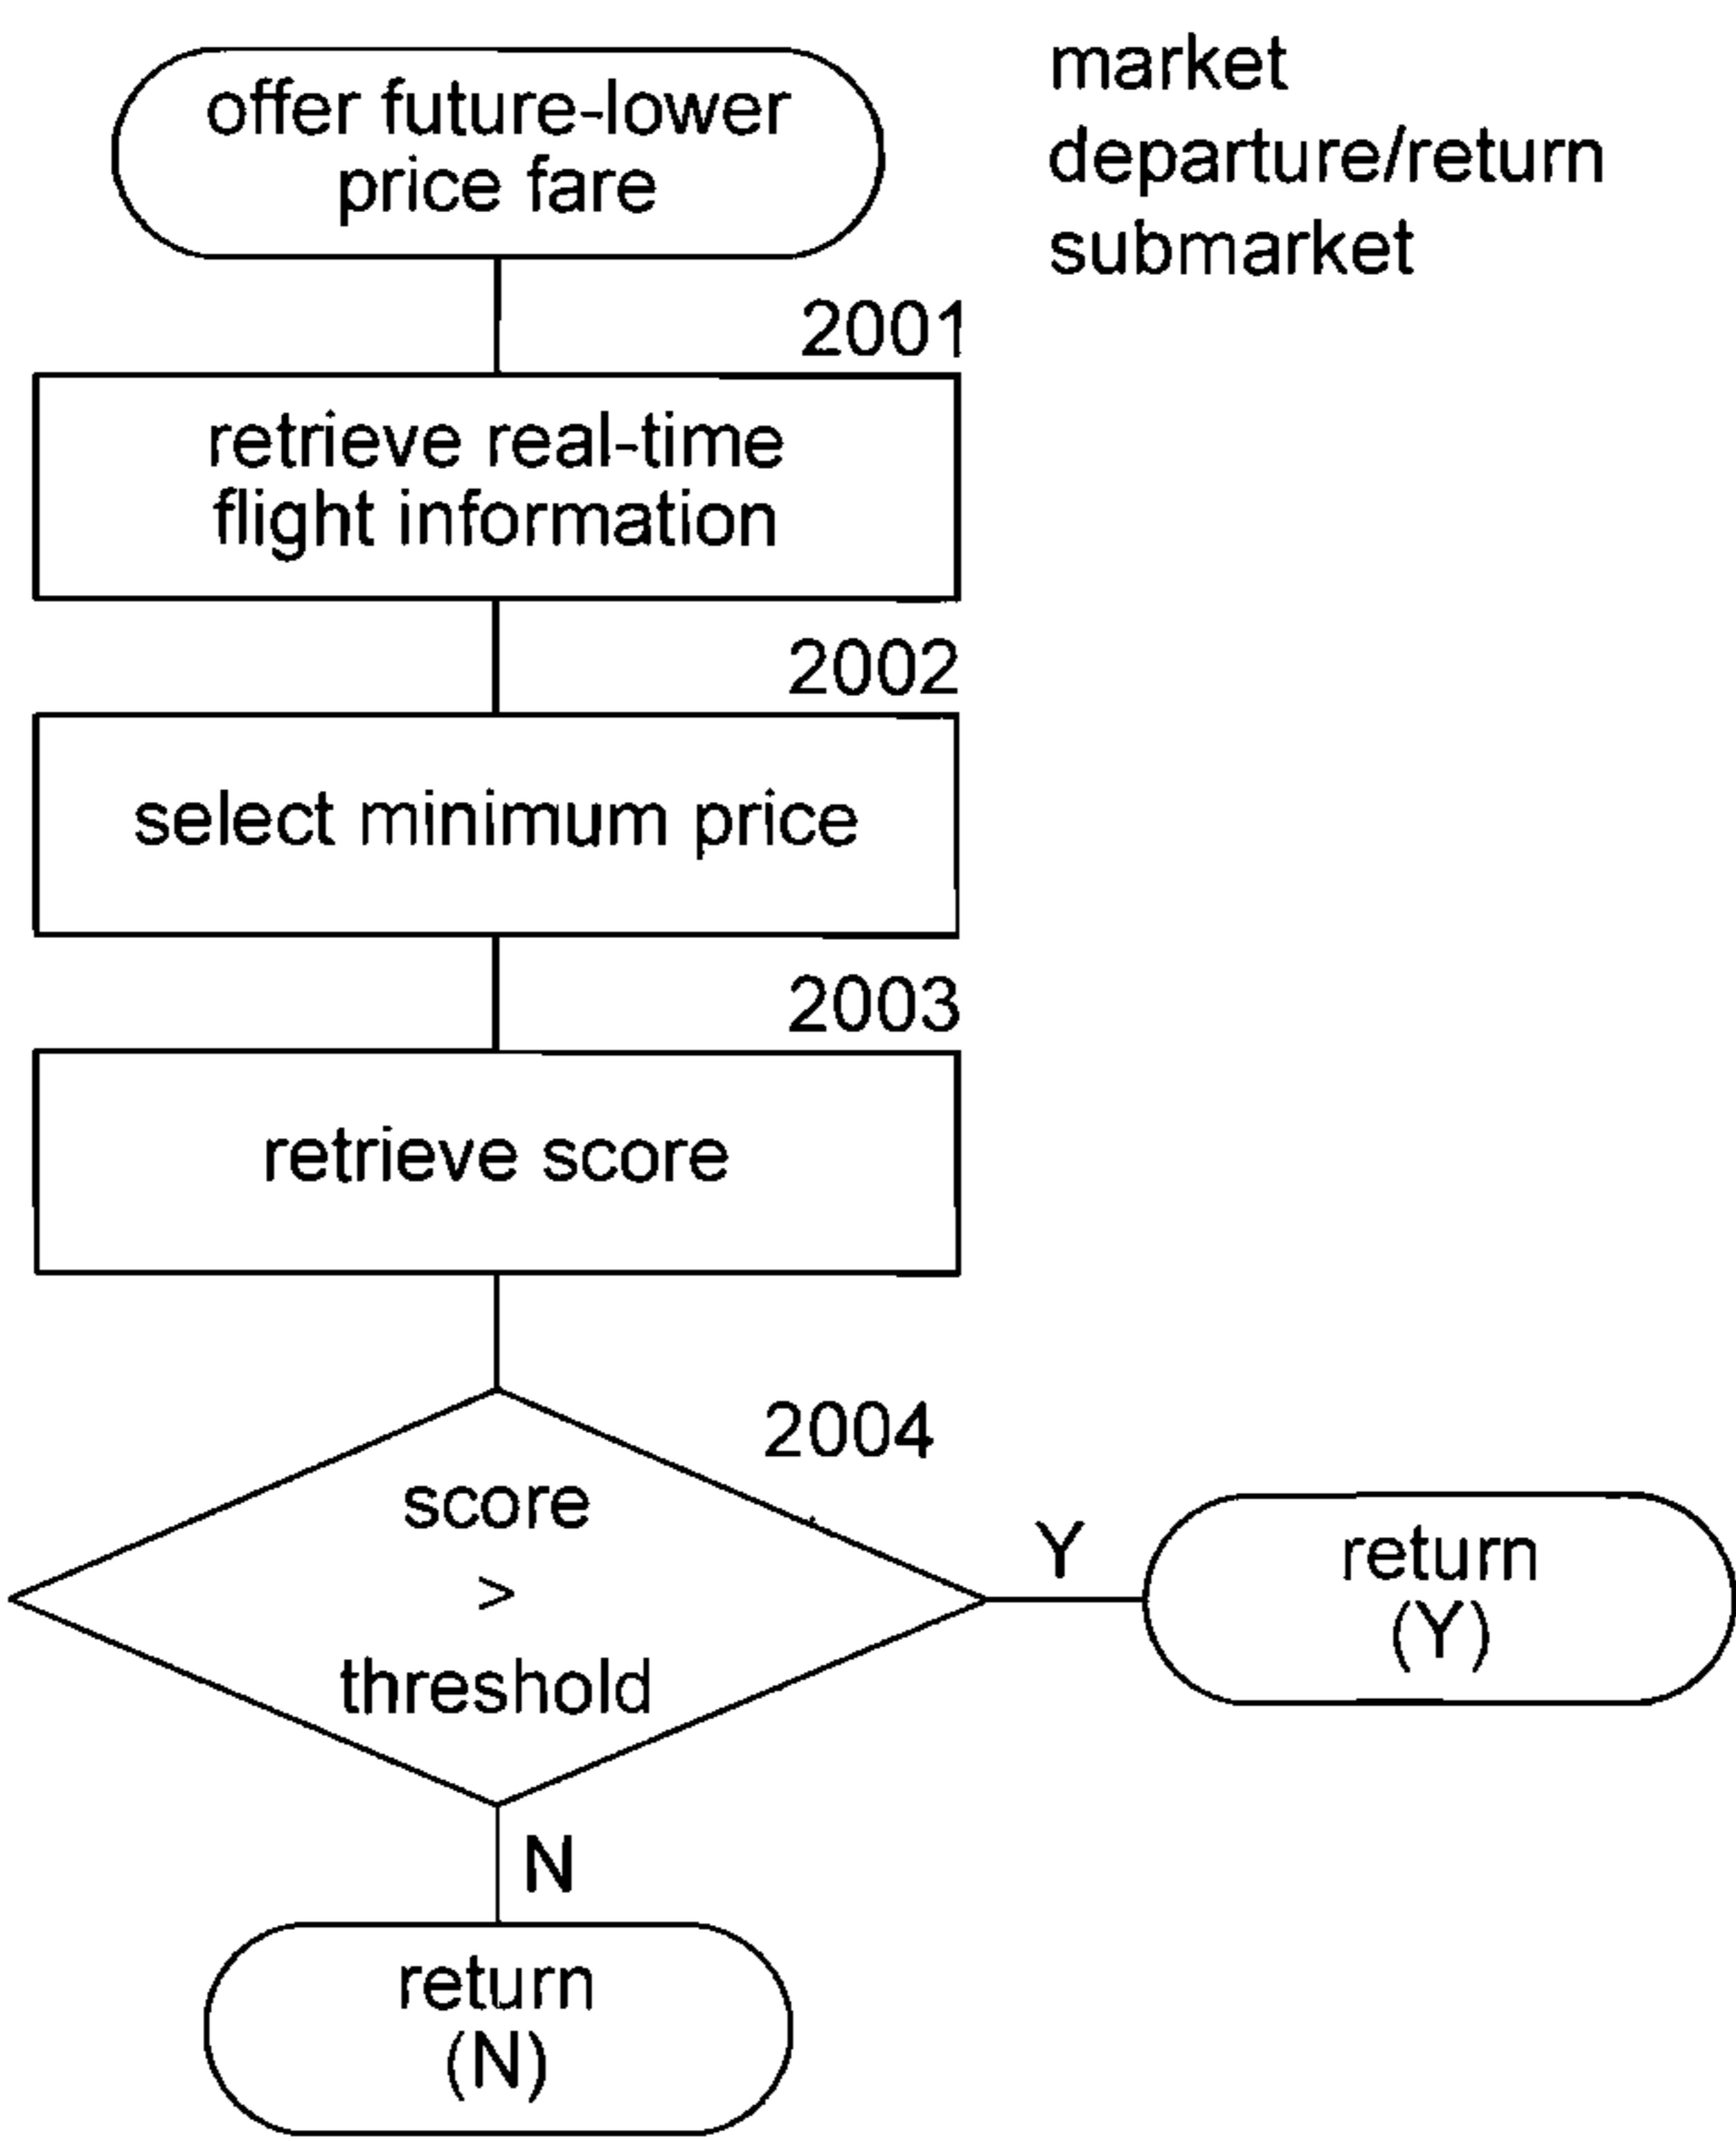 offer future-lower
price fare
market
departure/return
submarket
2001
retrieve real-time
flight information
2002
select minimum price
2003
retrieve score
2004
score
>
threshold
Y
return
(Y)
N
return
(N)